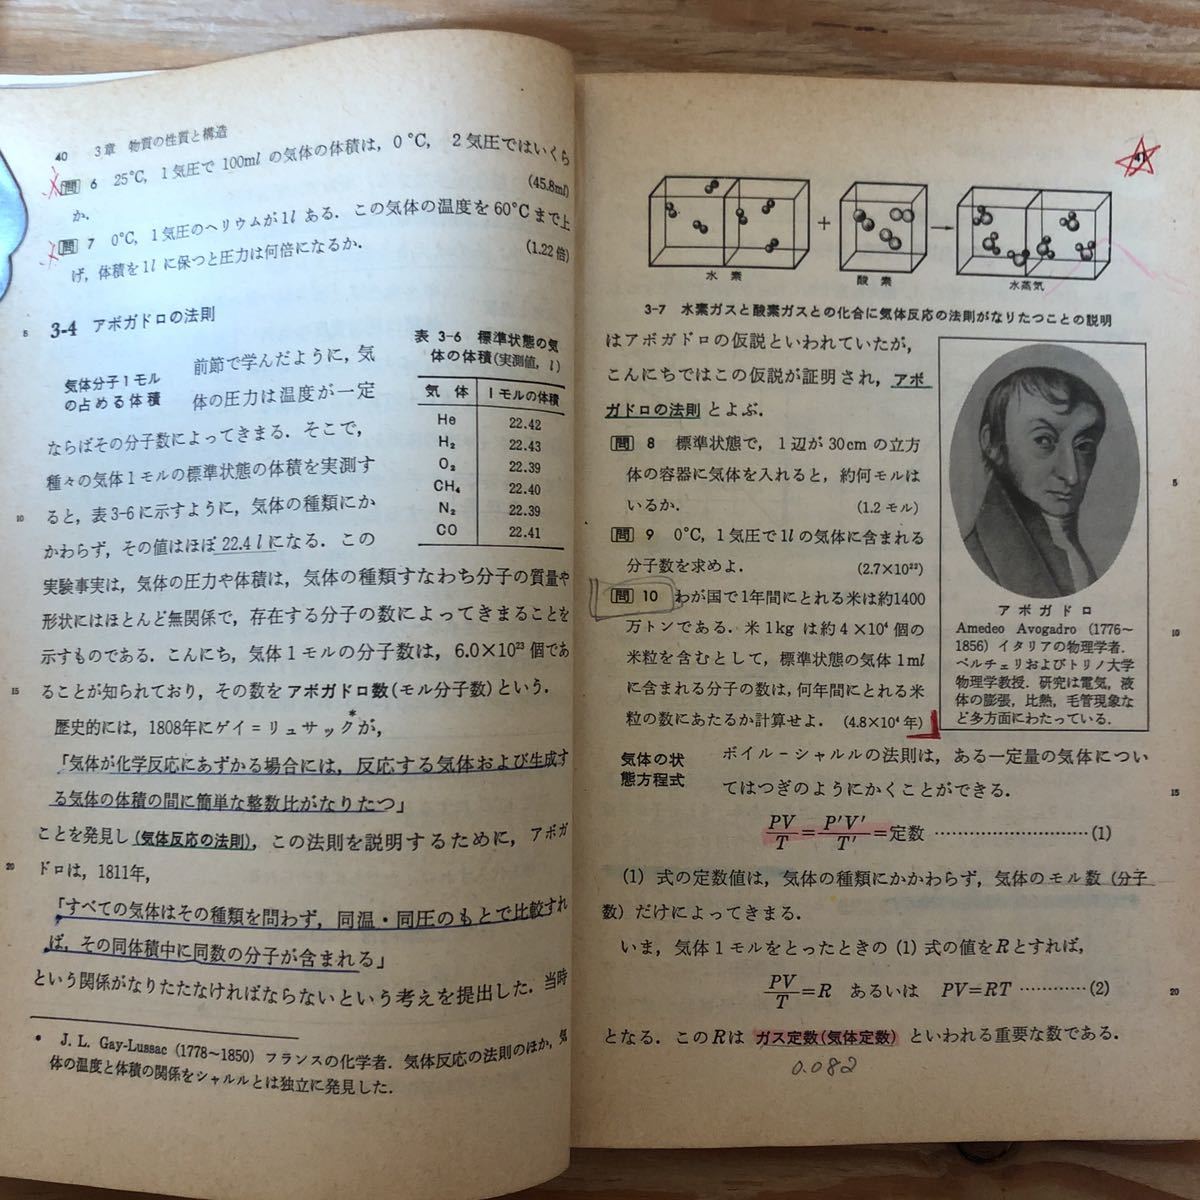 40 3章 物質の性質と構造
問 6 25°C, 1気圧で100mlの気体の体積は, 0°C, 2気圧ではいくら
か. (45.8ml)
問 7 0°C, 1気圧のヘリウムが1lある. この気体の温度を60°Cまで上
げ, 体積を1lに保つと圧力は何倍になるか. (1.22倍)
5 3-4 アボガドロの法則
気体分子1モル
の占める体積
前節で学んだように, 気
体の圧力は温度が一定
ならばその分子数によってきまる. そこで,
種々の気体1モルの標準状態の体積を実測す
10 ると, 表3-6に示すように, 気体の種類にか
かわらず, その値はほぼ22.4lになる. この
表 3-6 標準状態の気
体の体積(実測値, l)
気 体 1モルの体積
He 22.42
H₂ 22.43
O₂ 22.39
CH₄ 22.40
N₂ 22.39
CO 22.41
実験事実は, 気体の圧力や体積は, 気体の種類すなわち分子の質量や
形状にはほとんど無関係で, 存在する分子の数によってきまることを
示すものである. こんにち, 気体1モルの分子数は, 6.0×10²³個であ
15 ることが知られており, その数をアボガドロ数(モル分子数)という.
歴史的には, 1808年にゲイ=リュサック*が,
「気体が化学反応にあずかる場合には, 反応する気体および生成す
る気体の体積の間に簡単な整数比がなりたつ」
ことを発見し(気体反応の法則), この法則を説明するために, アボガ
20 ドロは, 1811年,
「すべての気体はその種類を問わず, 同温・同圧のもとで比較すれ
ば, その同体積中に同数の分子が含まれる」
という関係がなりたたなければならないという考えを提出した. 当時
* J. L. Gay-Lussac (1778〜1850) フランスの化学者. 気体反応の法則のほか, 気
体の温度と体積の関係をシャルルとは独立に発見した.
41
+
水 素 酸 素 水蒸気
3-7 水素ガスと酸素ガスとの化合に気体反応の法則がなりたつことの説明
はアボガドロの仮説といわれていたが,
こんにちではこの仮説が証明され, アボ
ガドロの法則とよぶ.
問 8 標準状態で, 1辺が30cmの立方
体の容器に気体を入れると, 約何モルは 5
いるか. (1.2モル)
問 9 0°C, 1気圧で1lの気体に含まれる
分子数を求めよ. (2.7×10²²)
問 10 わが国で1年間にとれる米は約1400
万トンである. 米1kgは約4×10⁴個の 10
米粒を含むとして, 標準状態の気体1ml
に含まれる分子の数は, 何年間にとれる米
粒の数にあたるか計算せよ. (4.8×10⁴年)
アボガドロ
Amedeo Avogadro (1776〜
1856) イタリアの物理学者.
ベルチェリおよびトリノ大学
物理学教授. 研究は電気, 液
体の膨張, 比熱, 毛管現象な
ど多方面にわたっている.
気体の状
態方程式
ボイル−シャルルの法則は, ある一定量の気体につい
てはつぎのようにかくことができる. 15
PV/T = P′V′/T′ = 定数 …………………………(1)
(1) 式の定数値は, 気体の種類にかかわらず, 気体のモル数 (分子
数) だけによってきまる.
いま, 気体1モルをとったときの (1) 式の値をRとすれば,
PV/T = R あるいは PV=RT …………(2) 20
となる. このRは ガス定数(気体定数) といわれる重要な数である.
0.082